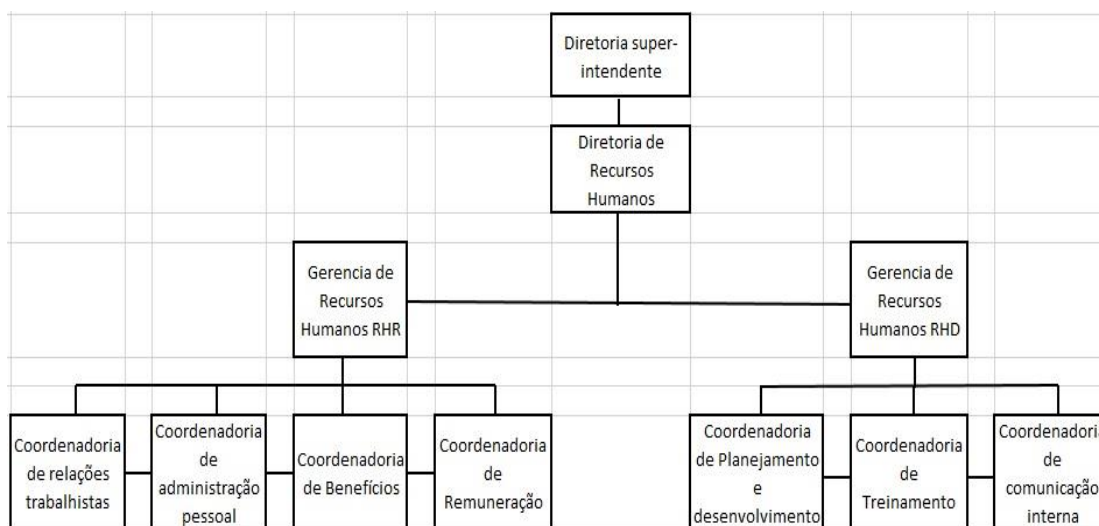 Diretoria super-
intendente
Diretoria de
Recursos
Humanos
Gerencia de
Recursos
Humanos RHR
Gerencia de
Recursos
Humanos RHD
Coordenadoria
de relações
trabalhistas
Coordenadoria
de
administração
pessoal
Coordenadoria
de Benefícios
Coordenadoria
de
Remuneração
Coordenadoria
de Planejamento
e
desenvolvimento
Coordenadoria
de
Treinamento
Coordenadoria
de
comunicação
interna